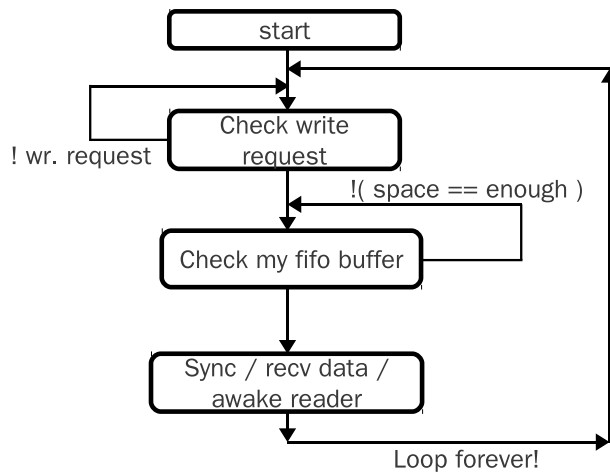 start
Check write
request
! wr. request
!( space == enough )
Check my fifo buffer
Sync / recv data /
awake reader
Loop forever!